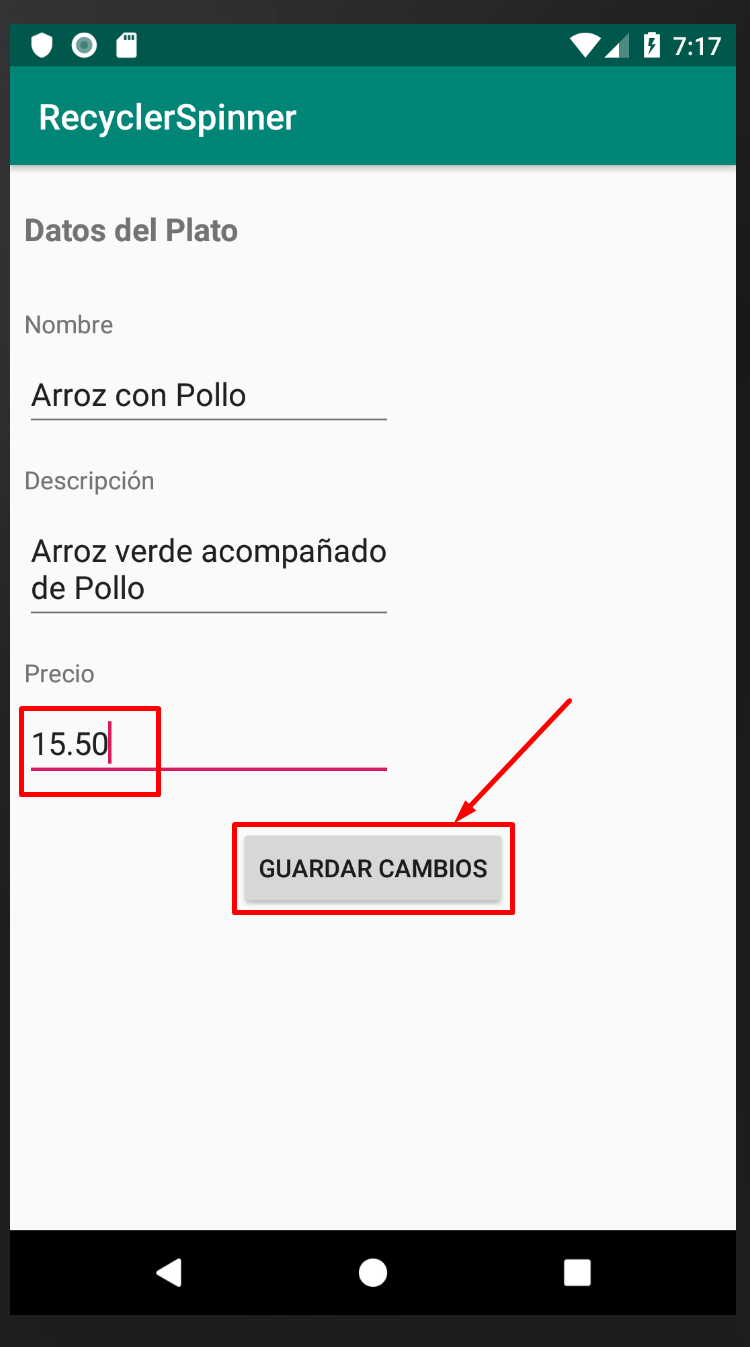 7:17
RecyclerSpinner
Datos del Plato
Nombre
Arroz con Pollo
Descripción
Arroz verde acompañado
de Pollo
Precio
15.50
GUARDAR CAMBIOS